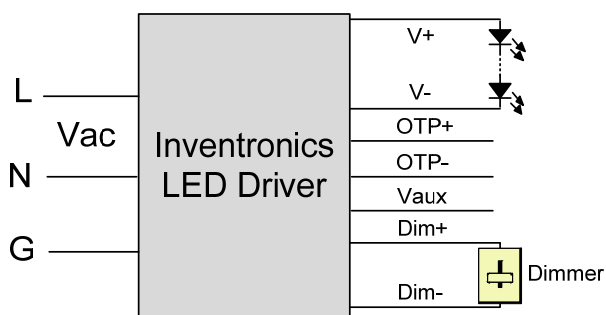 L
Vac
N
G
Inventronics
LED Driver
V+
V-
OTP+
OTP-
Vaux
Dim+
Dim-
Dimmer